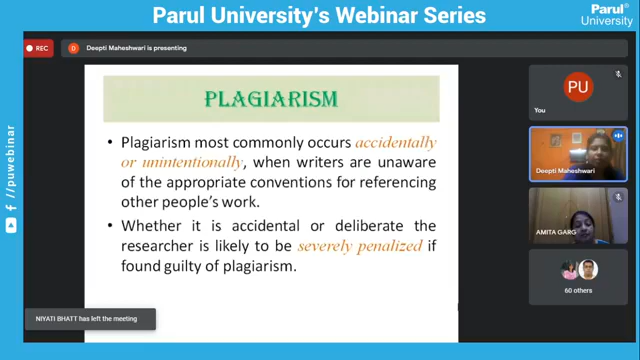 Parul University's Webinar Series
Parul®
University
REC
D
Deepti Maheshwari is presenting
PLAGIARISM
• Plagiarism most commonly occurs accidentally
or unintentionally, when writers are unaware
of the appropriate conventions for referencing
other people's work.
• Whether it is accidental or deliberate the
researcher is likely to be severely penalized if
found guilty of plagiarism.
PU
You
Deepti Maheshwari
AMITA GARG
60 others
NIYATI BHATT has left the meeting
/puwebinar